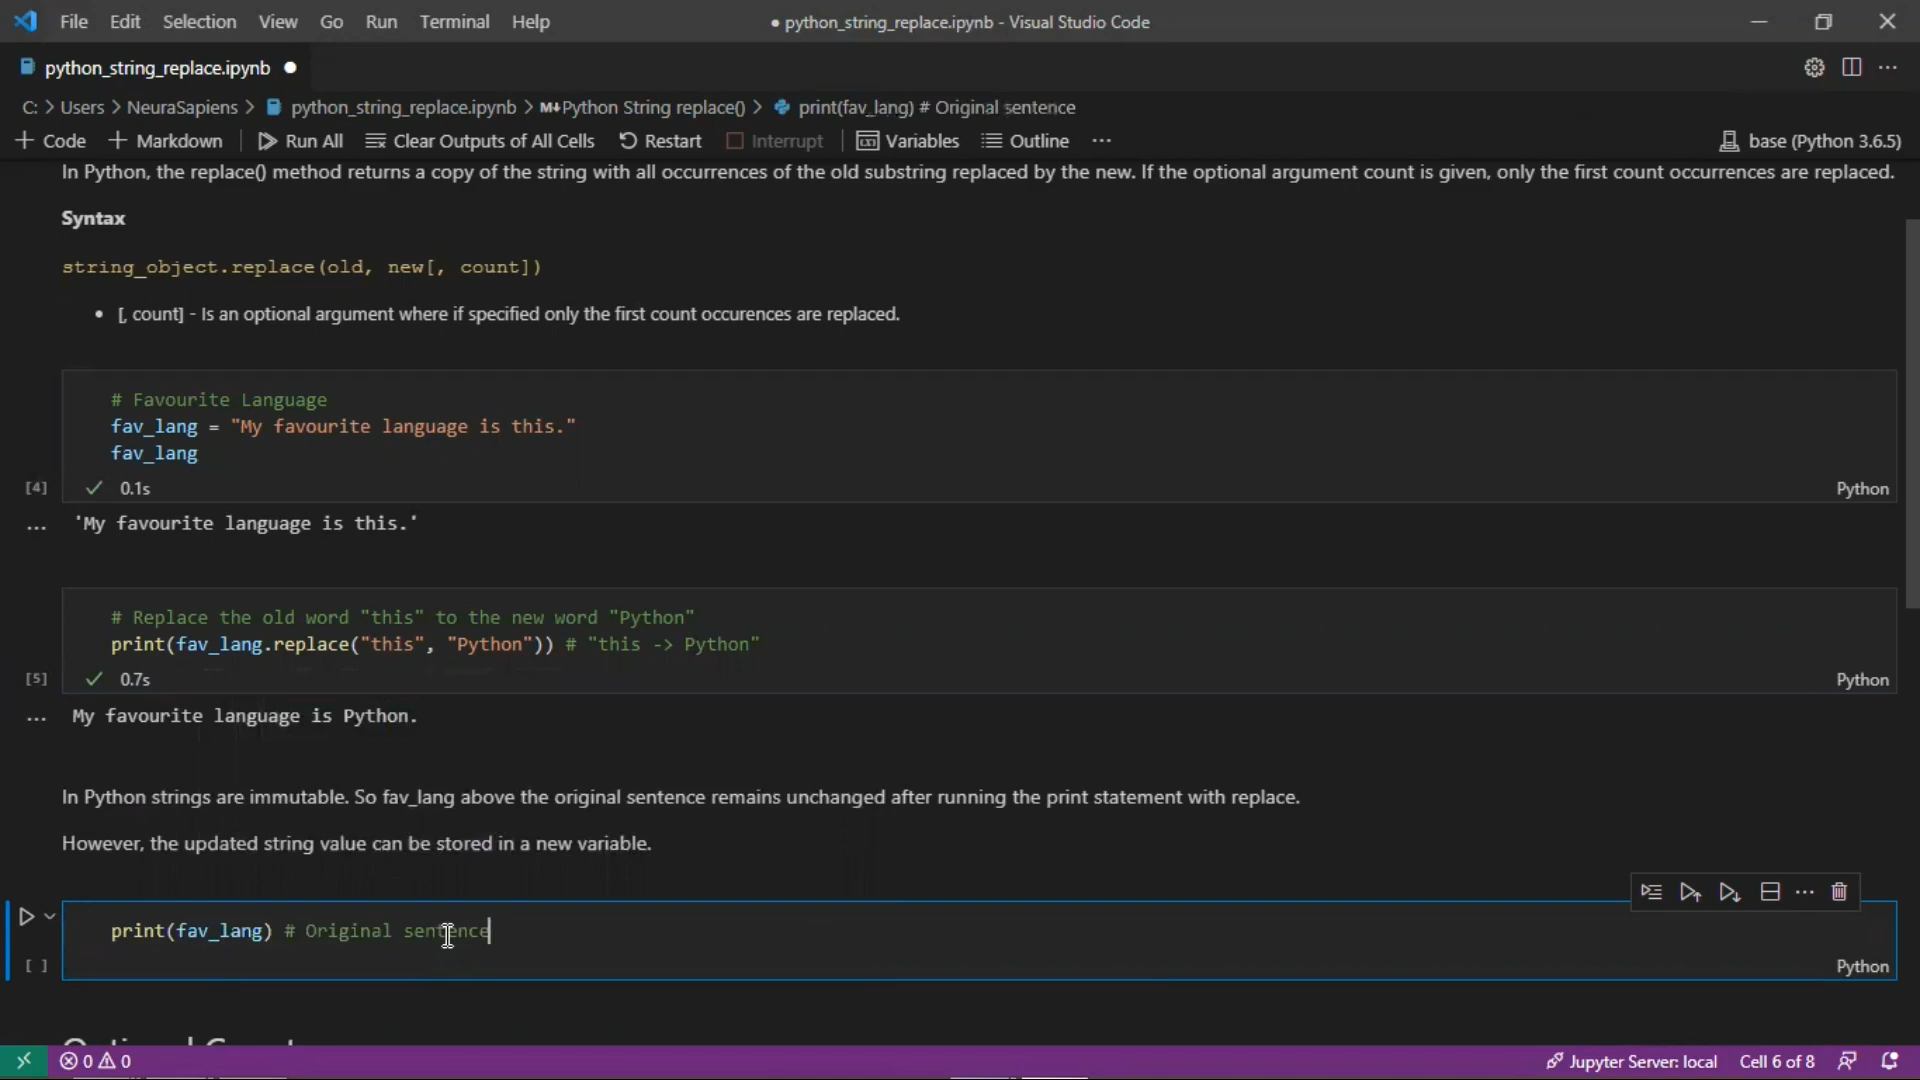 File Edit Selection View Go Run Terminal Help
● python_string_replace.ipynb - Visual Studio Code
python_string_replace.ipynb ●
C: > Users > NeuraSapiens > python_string_replace.ipynb > M↓Python String replace() > print(fav_lang) # Original sentence
+ Code + Markdown Run All Clear Outputs of All Cells Restart Interrupt Variables Outline ··· base (Python 3.6.5)
In Python, the replace() method returns a copy of the string with all occurrences of the old substring replaced by the new. If the optional argument count is given, only the first count occurrences are replaced.
Syntax
string_object.replace(old, new[, count])
• [, count] - Is an optional argument where if specified only the first count occurences are replaced.
# Favourite Language
fav_lang = "My favourite language is this."
fav_lang
[4] ✓ 0.1s Python
... 'My favourite language is this.'
# Replace the old word "this" to the new word "Python"
print(fav_lang.replace("this", "Python")) # "this -> Python"
[5] ✓ 0.7s Python
... My favourite language is Python.
In Python strings are immutable. So fav_lang above the original sentence remains unchanged after running the print statement with replace.
However, the updated string value can be stored in a new variable.
print(fav_lang) # Original sentence
[ ] Python
0 0 Jupyter Server: local Cell 6 of 8